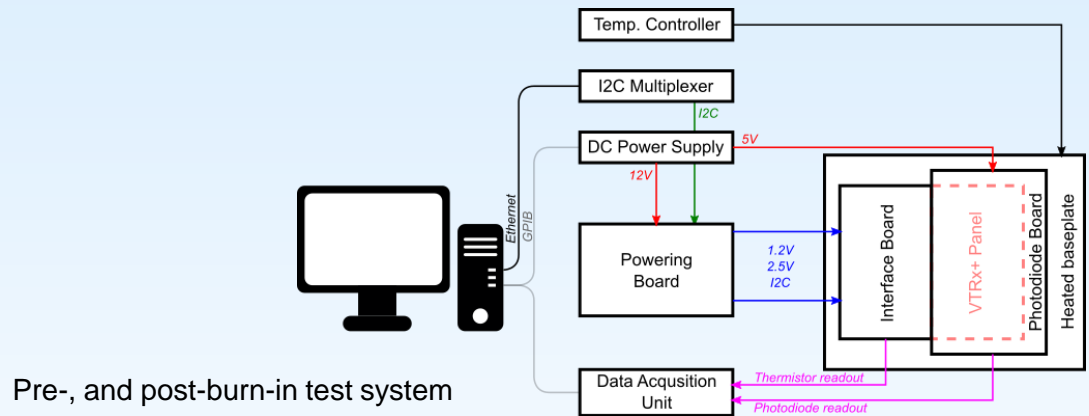 Temp. Controller
I2C Multiplexer
I2C
DC Power Supply
5V
12V
Ethernet
GPIB
Powering
Board
1.2V
2.5V
I2C
Interface Board
VTRx+ Panel
Photodiode Board
Heated baseplate
Data Acqusition
Unit
Thermistor readout
Photodiode readout
Pre-, and post-burn-in test system